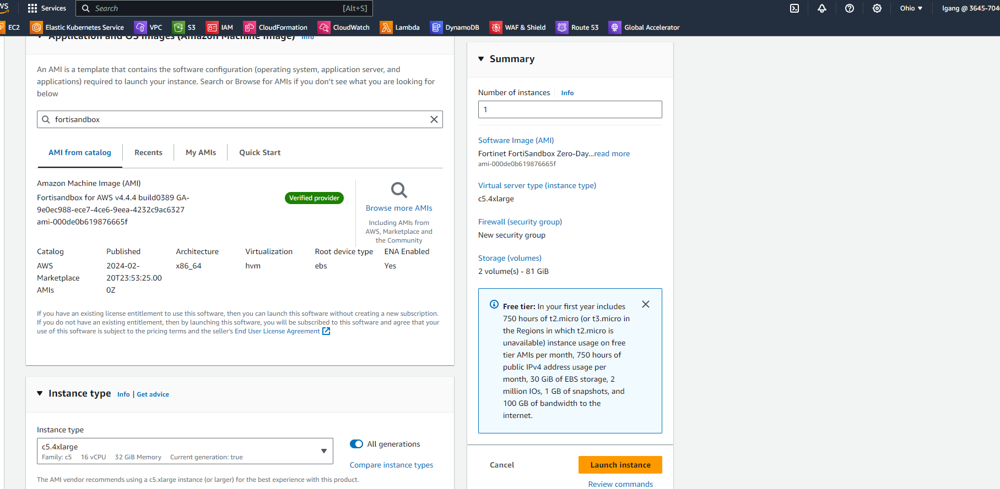 WS
Services
Search
[Alt+S]
Ohio
lgang @ 3645-704
EC2
Elastic Kubernetes Service
VPC
S3
IAM
CloudFormation
CloudWatch
Lambda
DynamoDB
WAF & Shield
Route 53
Global Accelerator
Application and OS Images (Amazon Machine Image) Info
An AMI is a template that contains the software configuration (operating system, application server, and
applications) required to launch your instance. Search or Browse for AMIs if you don't see what you are looking for
below
fortisandbox
AMI from catalog
Recents
My AMIs
Quick Start
Amazon Machine Image (AMI)
Fortisandbox for AWS v4.4.4 build0389 GA-
9e0ec988-ece7-4ce6-9eea-4232c9ac6327
ami-000de0b619876665f
Verified provider
Browse more AMIs
Including AMIs from
AWS, Marketplace and
the Community
Catalog
AWS
Marketplace
AMIs
Published
2024-02-
20T23:53:25.00
0Z
Architecture
x86_64
Virtualization
hvm
Root device type
ebs
ENA Enabled
Yes
If you have an existing license entitlement to use this software, then you can launch this software without creating a new subscription.
If you do not have an existing entitlement, then by launching this software, you will be subscribed to this software and agree that your
use of this software is subject to the pricing terms and the seller's End User License Agreement
Instance type Info | Get advice
Instance type
c5.4xlarge
Family: c5 16 vCPU 32 GiB Memory Current generation: true
All generations
Compare instance types
The AMI vendor recommends using a c5.xlarge instance (or larger) for the best experience with this product.
Summary
Number of instances Info
1
Software Image (AMI)
Fortinet FortiSandbox Zero-Day...read more
ami-000de0b619876665f
Virtual server type (instance type)
c5.4xlarge
Firewall (security group)
New security group
Storage (volumes)
2 volume(s) - 81 GiB
Free tier: In your first year includes
750 hours of t2.micro (or t3.micro in
the Regions in which t2.micro is
unavailable) instance usage on free
tier AMIs per month, 750 hours of
public IPv4 address usage per
month, 30 GiB of EBS storage, 2
million IOs, 1 GB of snapshots, and
100 GB of bandwidth to the
internet.
Cancel
Launch instance
Review commands